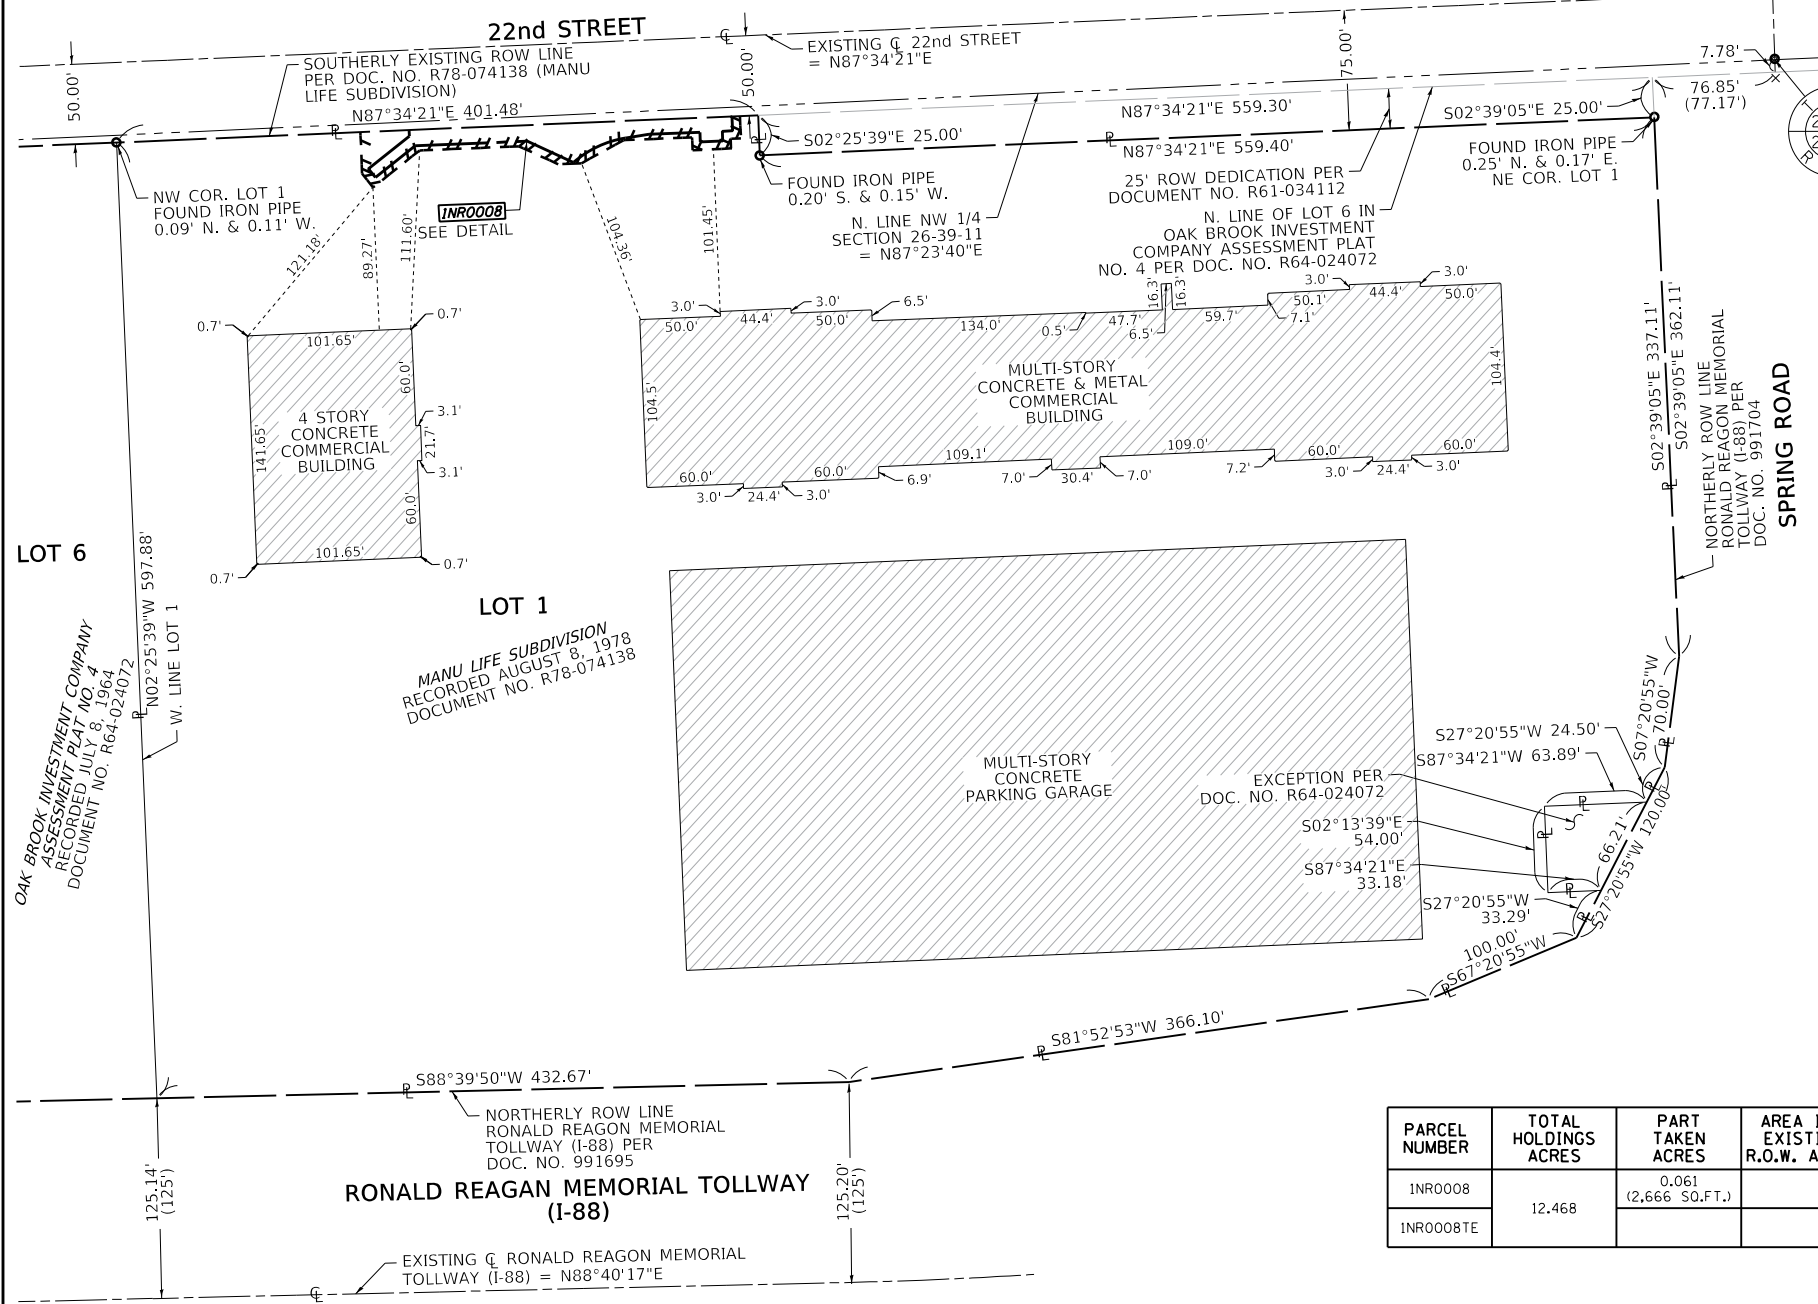 22nd STREET
50.00'
SOUTHERLY EXISTING ROW LINE
PER DOC. NO. R78-074138 (MANU
LIFE SUBDIVISION)
N87°34'21"E 401.48'
50.00'
EXISTING ℄ 22nd STREET
= N87°34'21"E
75.00'
7.78'
76.85'
(77.17')
N87°34'21"E 559.30'
S02°39'05"E 25.00'
S02°25'39"E 25.00'
N87°34'21"E 559.40'
NW COR. LOT 1
FOUND IRON PIPE
0.09' N. & 0.11' W.
1NR0008
SEE DETAIL
FOUND IRON PIPE
0.20' S. & 0.15' W.
25' ROW DEDICATION PER
DOCUMENT NO. R61-034112
FOUND IRON PIPE
0.25' N. & 0.17' E.
NE COR. LOT 1
N. LINE NW 1/4
SECTION 26-39-11
= N87°23'40"E
N. LINE OF LOT 6 IN
OAK BROOK INVESTMENT
COMPANY ASSESSMENT PLAT
NO. 4 PER DOC. NO. R64-024072
121.18'
89.27'
111.60'
104.36'
101.45'
0.7'
0.7'
101.65'
60.0'
3.1'
21.7'
3.1'
60.0'
141.65'
4 STORY
CONCRETE
COMMERCIAL
BUILDING
101.65'
0.7'
0.7'
3.0'
50.0'
44.4'
3.0'
50.0'
6.5'
134.0'
0.5'
47.7'
16.3'
16.3'
6.5'
59.7'
7.1'
50.1'
3.0'
44.4'
3.0'
50.0'
104.5'
104.4'
MULTI-STORY
CONCRETE & METAL
COMMERCIAL
BUILDING
60.0'
3.0'
24.4'
3.0'
60.0'
6.9'
109.1'
7.0'
30.4'
7.0'
109.0'
7.2'
60.0'
3.0'
24.4'
3.0'
60.0'
S02°39'05"E 337.11'
S02°39'05"E 362.11'
NORTHERLY ROW LINE
RONALD REAGON MEMORIAL
TOLLWAY (I-88) PER
DOC. NO. 991704
SPRING ROAD
LOT 6
N02°25'39"W 597.88'
W. LINE LOT 1
OAK BROOK INVESTMENT COMPANY
ASSESSMENT PLAT NO. 4
RECORDED JULY 8, 1964
DOCUMENT NO. R64-024072
LOT 1
MANU LIFE SUBDIVISION
RECORDED AUGUST 8, 1978
DOCUMENT NO. R78-074138
MULTI-STORY
CONCRETE
PARKING GARAGE
S07°20'55"W
70.00'
S27°20'55"W 24.50'
S87°34'21"W 63.89'
EXCEPTION PER
DOC. NO. R64-024072
S02°13'39"E
54.00'
S87°34'21"E
33.18'
66.21'
S27°20'55"W 120.00'
S27°20'55"W
33.29'
100.00'
S67°20'55"W
S81°52'53"W 366.10'
S88°39'50"W 432.67'
NORTHERLY ROW LINE
RONALD REAGON MEMORIAL
TOLLWAY (I-88) PER
DOC. NO. 991695
125.14'
(125')
125.20'
(125')
RONALD REAGAN MEMORIAL TOLLWAY
(I-88)
EXISTING ℄ RONALD REAGON MEMORIAL
TOLLWAY (I-88) = N88°40'17"E
PARCEL
NUMBER
TOTAL
HOLDINGS
ACRES
PART
TAKEN
ACRES
AREA
EXISTI
R.O.W. A
1NR0008
12.468
0.061
(2,666 SQ.FT.)
1NR0008TE